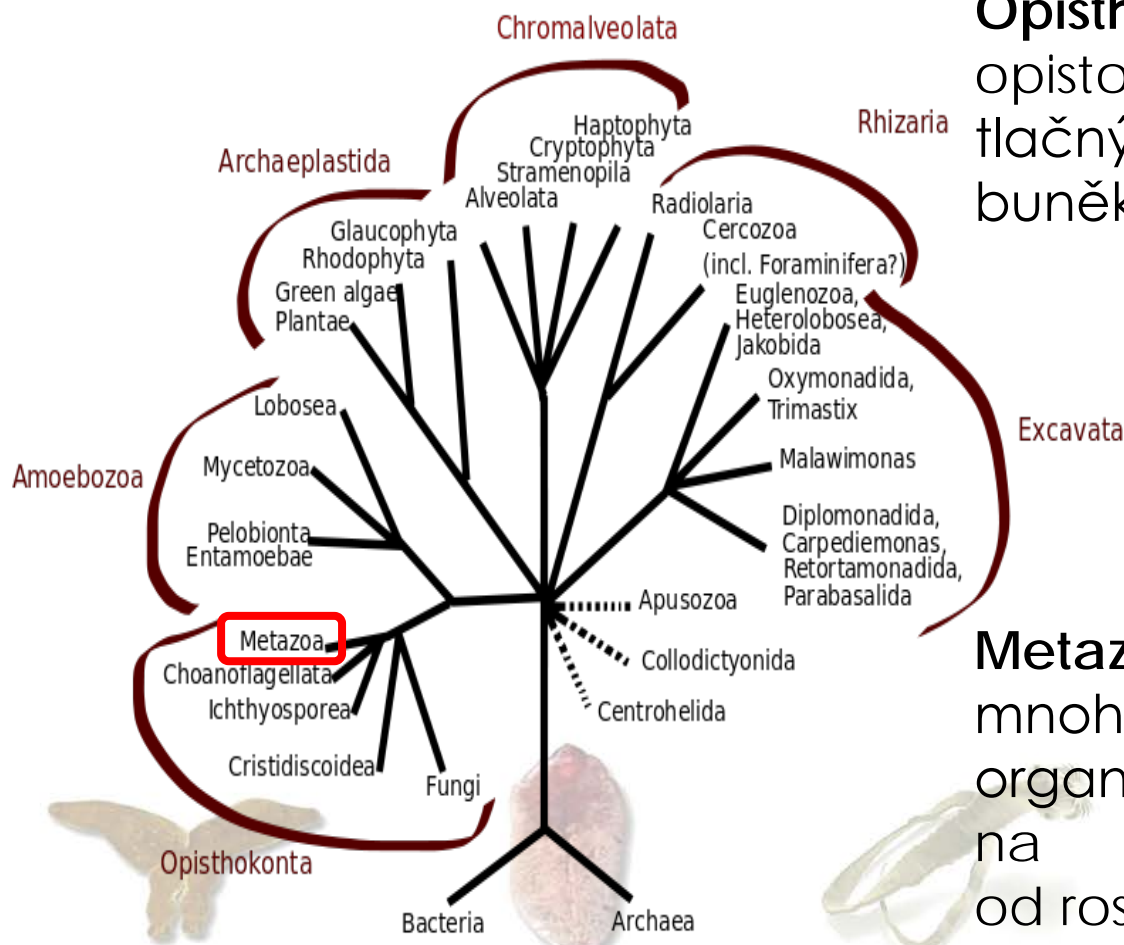 Chromalveolata
Haptophyta
Cryptophyta
Stramenopila
Alveolata
Rhizaria
Radiolaria
Cercozoa
(incl. Foraminifera?)
Archaeplastida
Glaucophyta
Rhodophyta
Green algae
Plantae
Euglenozoa,
Heterolobosea,
Jakobida
Oxymonadida,
Trimastix
Malawimonas
Diplomonadida,
Carpediemonas,
Retortamonadida,
Parabasalida
Excavata
Amoebozoa
Lobosea
Mycetozoa
Pelobionta
Entamoebae
Apusozoa
Collodictyonida
Centrohelida
Metazoa
Choanoflagellata
Ichthyosporea
Cristidiscoidea
Fungi
Opisthokonta
Bacteria
Archaea
Opisth
opisto
tlačný
buněk
Metaz
mnoh
organ
na
od ros